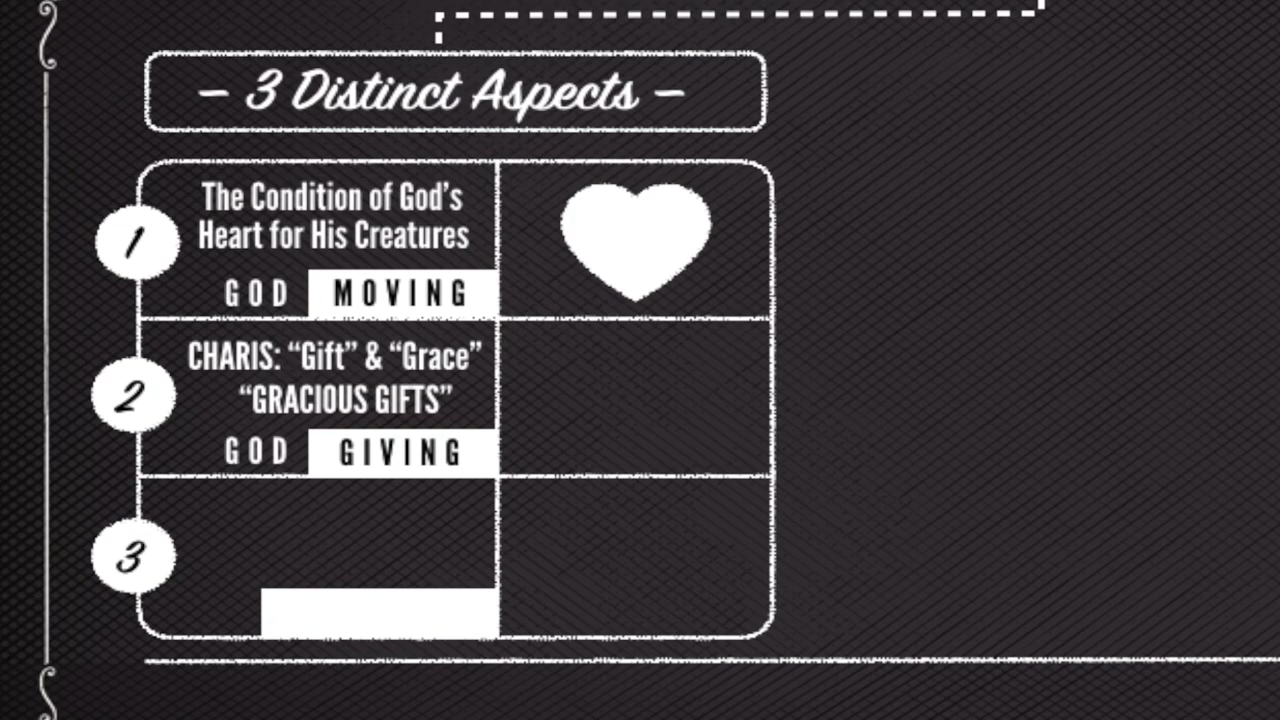 – 3 Distinct Aspects –
1
The Condition of God’s
Heart for His Creatures
GOD MOVING
2
CHARIS: “Gift” & “Grace”
“GRACIOUS GIFTS”
GOD GIVING
3